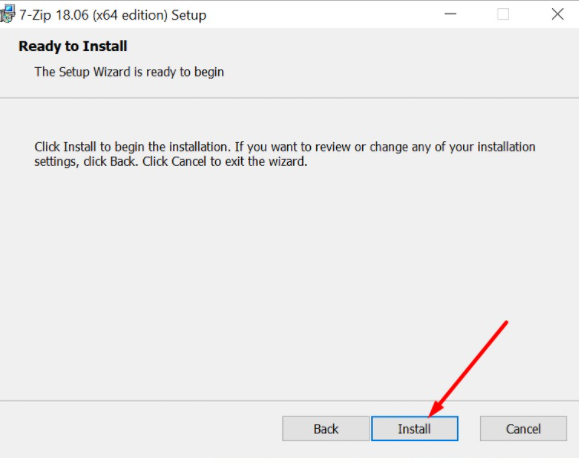 7-Zip 18.06 (x64 edition) Setup
Ready to Install
The Setup Wizard is ready to begin
Click Install to begin the installation. If you want to review or change any of your installation
settings, click Back. Click Cancel to exit the wizard.
Back Install Cancel